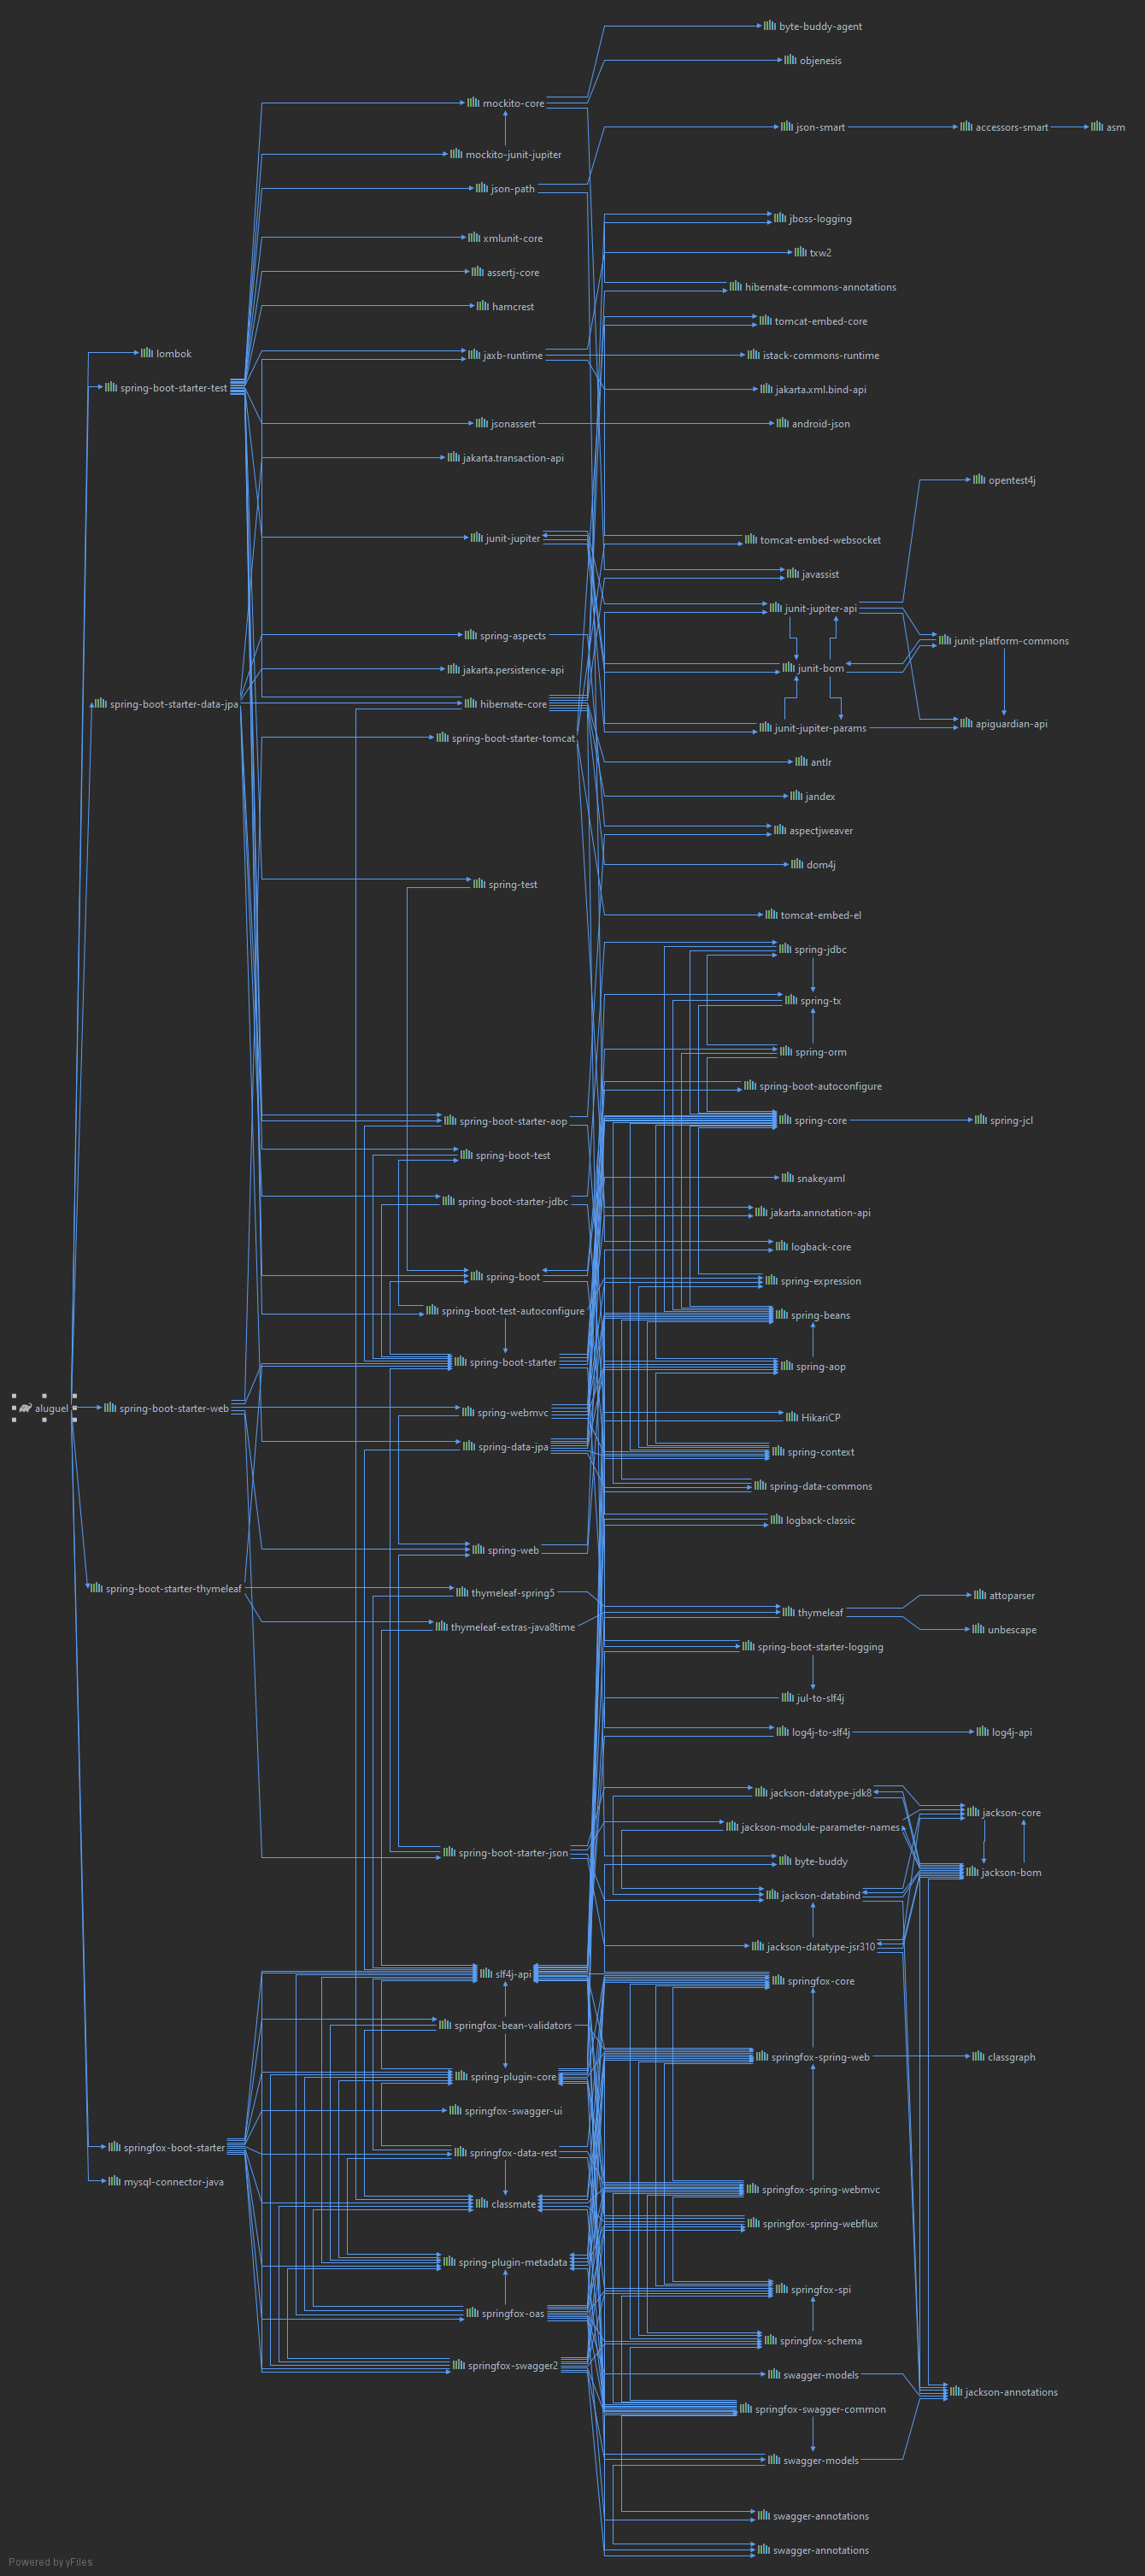 byte-buddy-agent
objenesis
mockito-core
json-smart
accessors-smart
asm
mockito-junit-jupiter
json-path
jboss-logging
xmlunit-core
txw2
assertj-core
hibernate-commons-annotations
hamcrest
tomcat-embed-core
lombok
jaxb-runtime
istack-commons-runtime
spring-boot-starter-test
jakarta.xml.bind-api
jsonassert
android-json
jakarta.transaction-api
opentest4j
junit-jupiter
tomcat-embed-websocket
javassist
junit-jupiter-api
spring-aspects
junit-platform-commons
jakarta.persistence-api
junit-bom
spring-boot-starter-data-jpa
hibernate-core
apiguardian-api
junit-jupiter-params
spring-boot-starter-tomcat
antlr
jandex
aspectjweaver
dom4j
spring-test
tomcat-embed-el
spring-jdbc
spring-tx
spring-orm
spring-boot-autoconfigure
spring-boot-starter-aop
spring-core
spring-jcl
spring-boot-test
snakeyaml
spring-boot-starter-jdbc
jakarta.annotation-api
logback-core
spring-boot
spring-expression
spring-boot-test-autoconfigure
spring-beans
spring-boot-starter
spring-aop
aluguel
spring-boot-starter-web
spring-webmvc
HikariCP
spring-data-jpa
spring-context
spring-data-commons
logback-classic
spring-web
spring-boot-starter-thymeleaf
thymeleaf-spring5
attoparser
thymeleaf
thymeleaf-extras-java8time
unbescape
spring-boot-starter-logging
jul-to-slf4j
log4j-to-slf4j
log4j-api
jackson-datatype-jdk8
jackson-core
jackson-module-parameter-names
spring-boot-starter-json
byte-buddy
jackson-bom
jackson-databind
jackson-datatype-jsr310
slf4j-api
springfox-core
springfox-bean-validators
springfox-spring-web
classgraph
spring-plugin-core
springfox-swagger-ui
springfox-boot-starter
springfox-data-rest
mysql-connector-java
springfox-spring-webmvc
classmate
springfox-spring-webflux
spring-plugin-metadata
springfox-spi
springfox-oas
springfox-schema
springfox-swagger2
swagger-models
jackson-annotations
springfox-swagger-common
swagger-models
swagger-annotations
swagger-annotations
Powered by yFiles